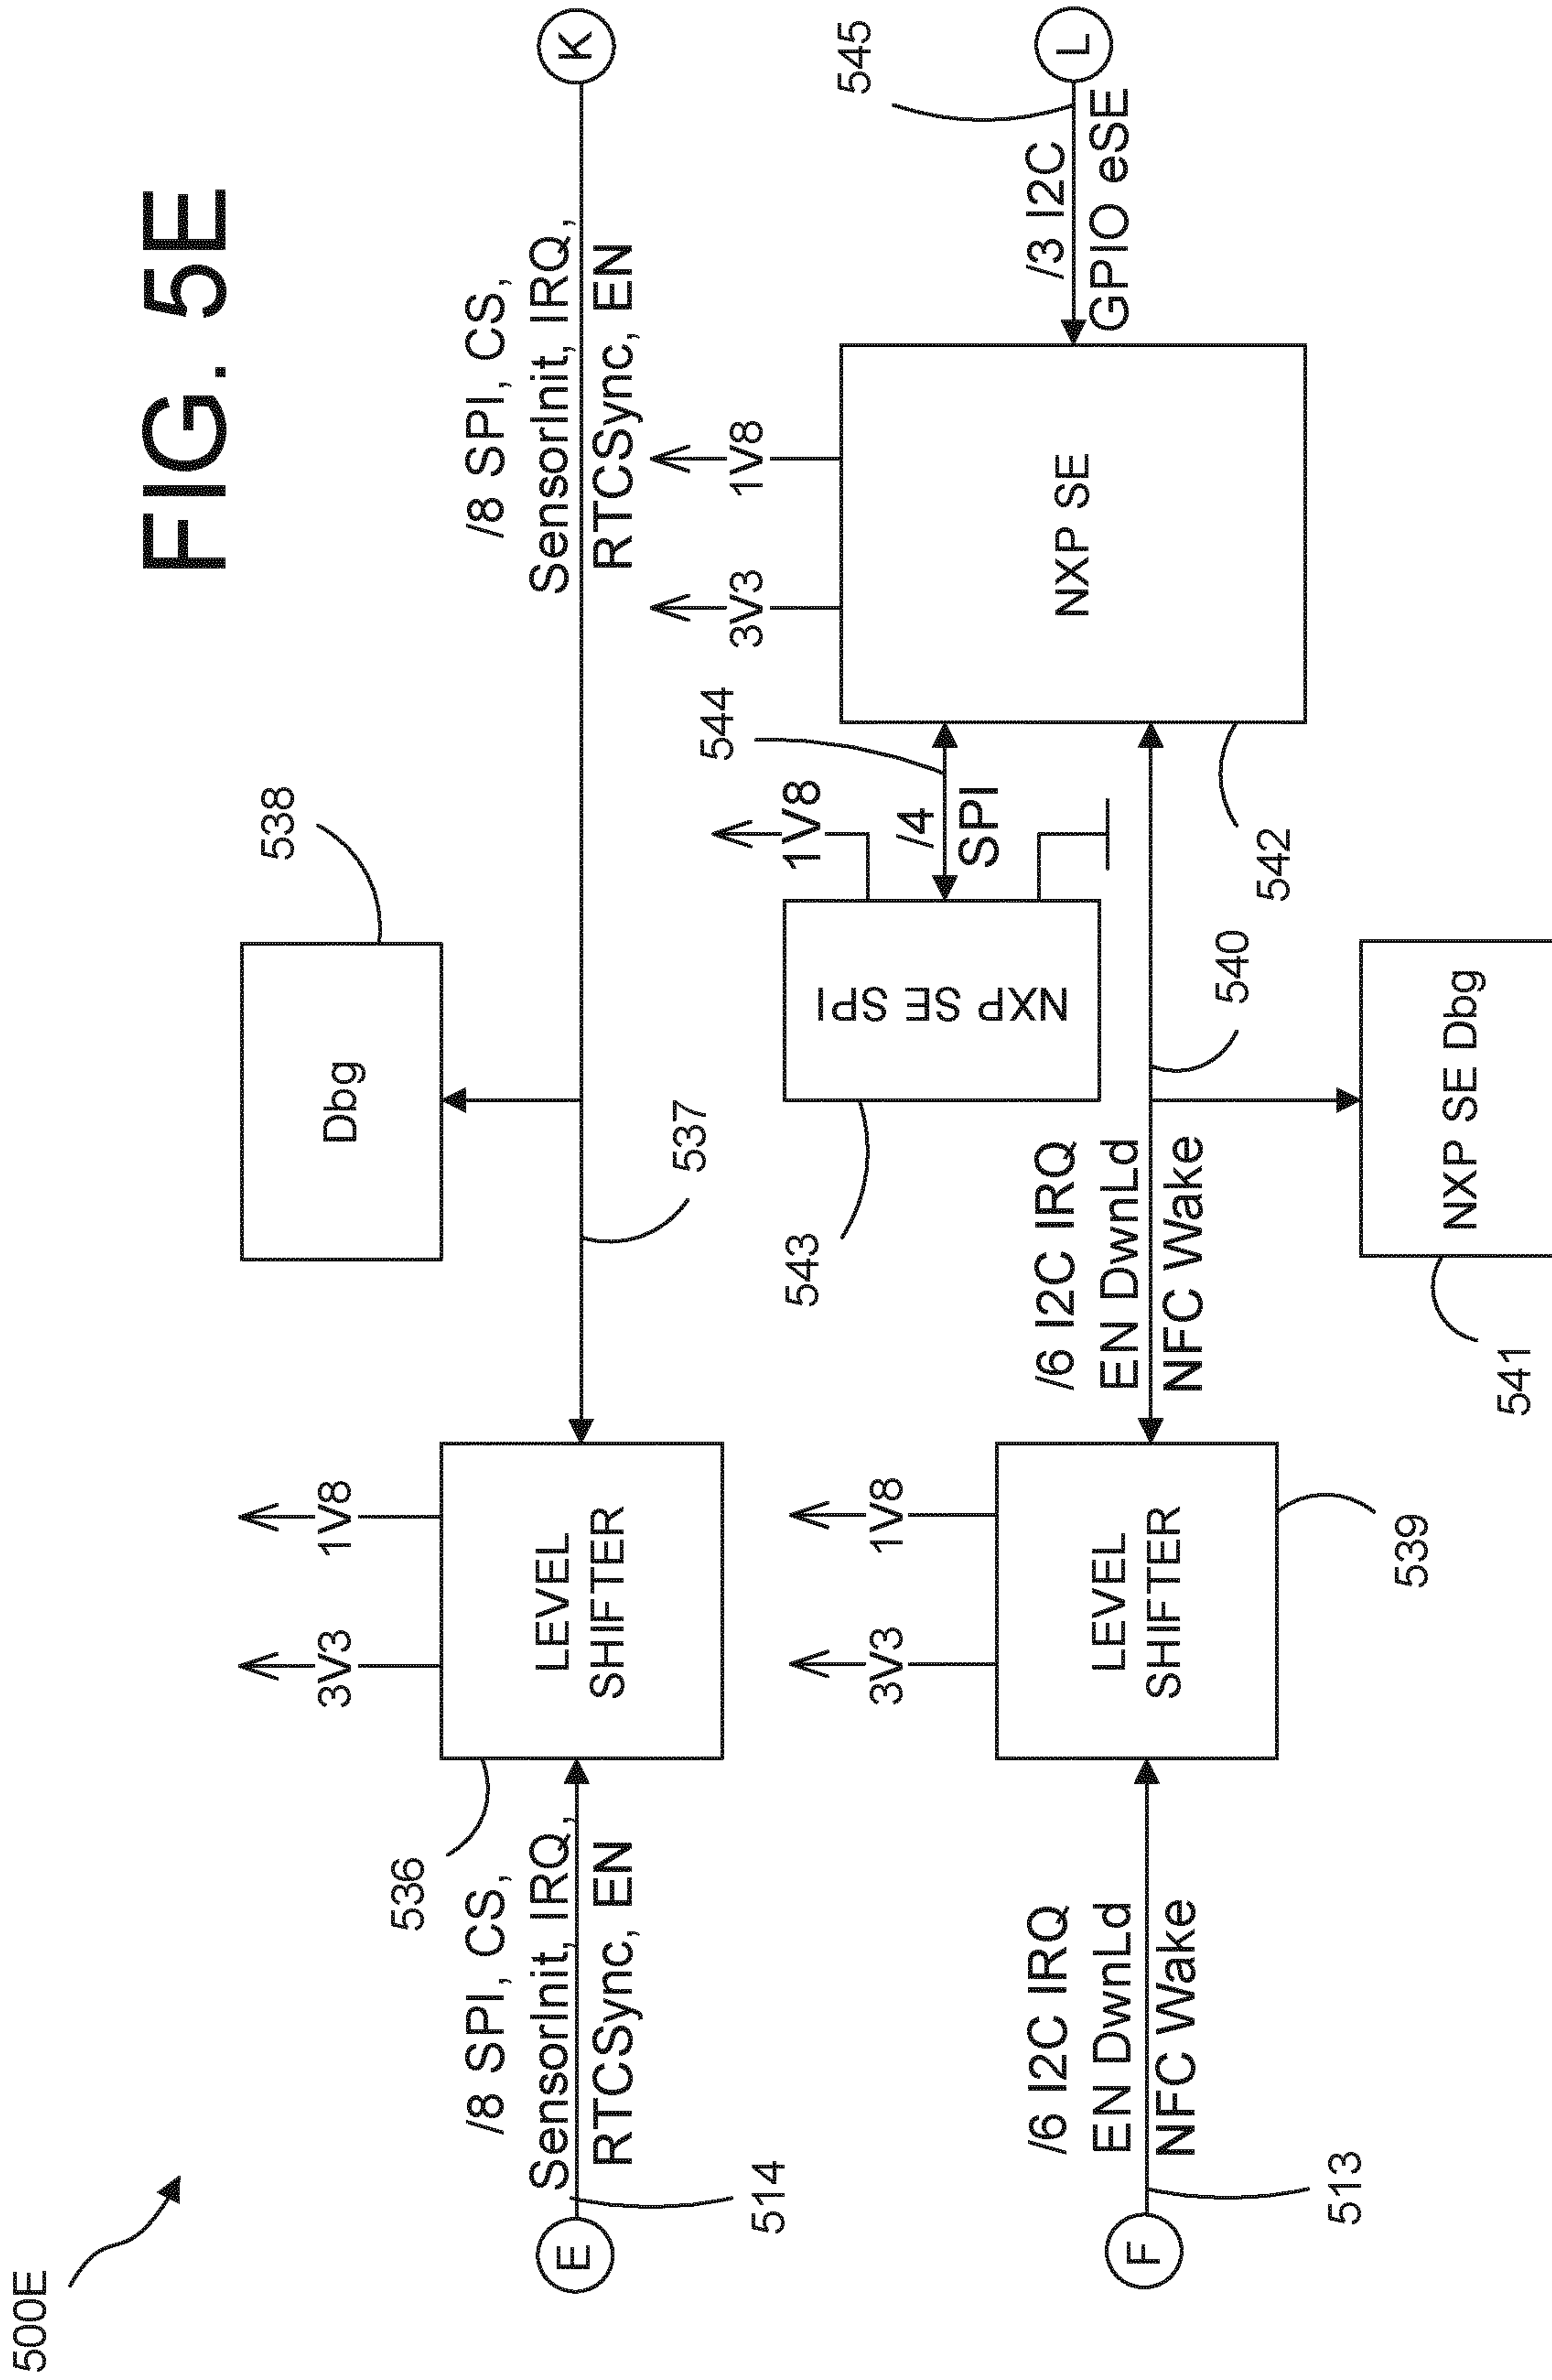 500E
FIG. 5E
538
Dbg
3V3
1V8
536
LEVEL
SHIFTER
E
514
/8 SPI, CS,
SensorInit, IRQ,
RTCSync, EN
537
/8 SPI, CS,
SensorInit, IRQ,
RTCSync, EN
K
3V3
1V8
LEVEL
SHIFTER
539
F
513
/6 I2C IRQ
EN DwnLd
NFC Wake
/6 I2C IRQ
EN DwnLd
NFC Wake
540
543
NXP SE SPI
1V8
544
/4
SPI
3V3
1V8
NXP SE
542
545
/3 I2C
GPIO eSE
L
541
NXP SE Dbg